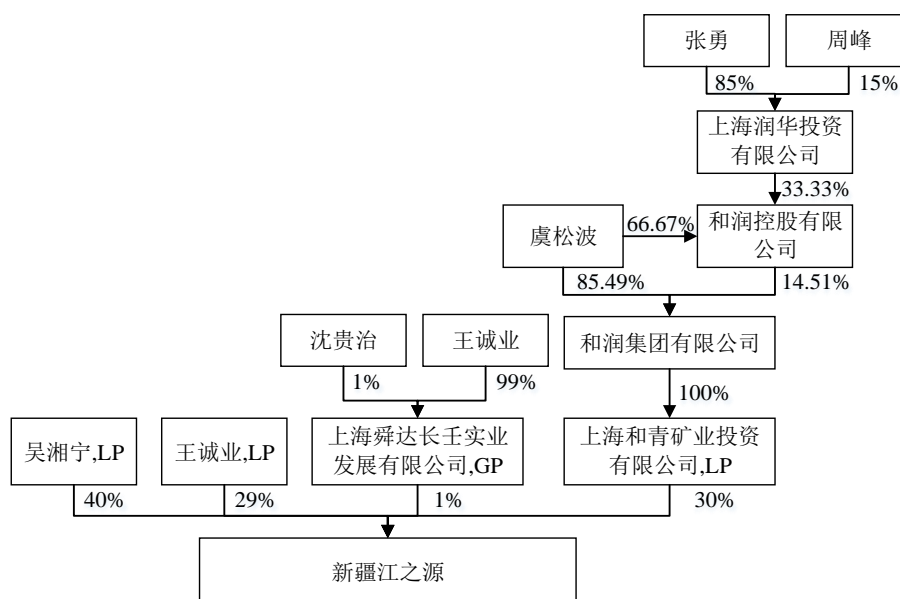 张勇
周峰
85%
15%
上海润华投资
有限公司
33.33%
虞松波
66.67%
和润控股有限
公司
85.49%
14.51%
沈贵治
王诚业
和润集团有限公司
1%
99%
100%
吴湘宁,LP
王诚业,LP
上海舜达长壬实业
发展有限公司,GP
上海和青矿业投资
有限公司,LP
40%
29%
1%
30%
新疆江之源